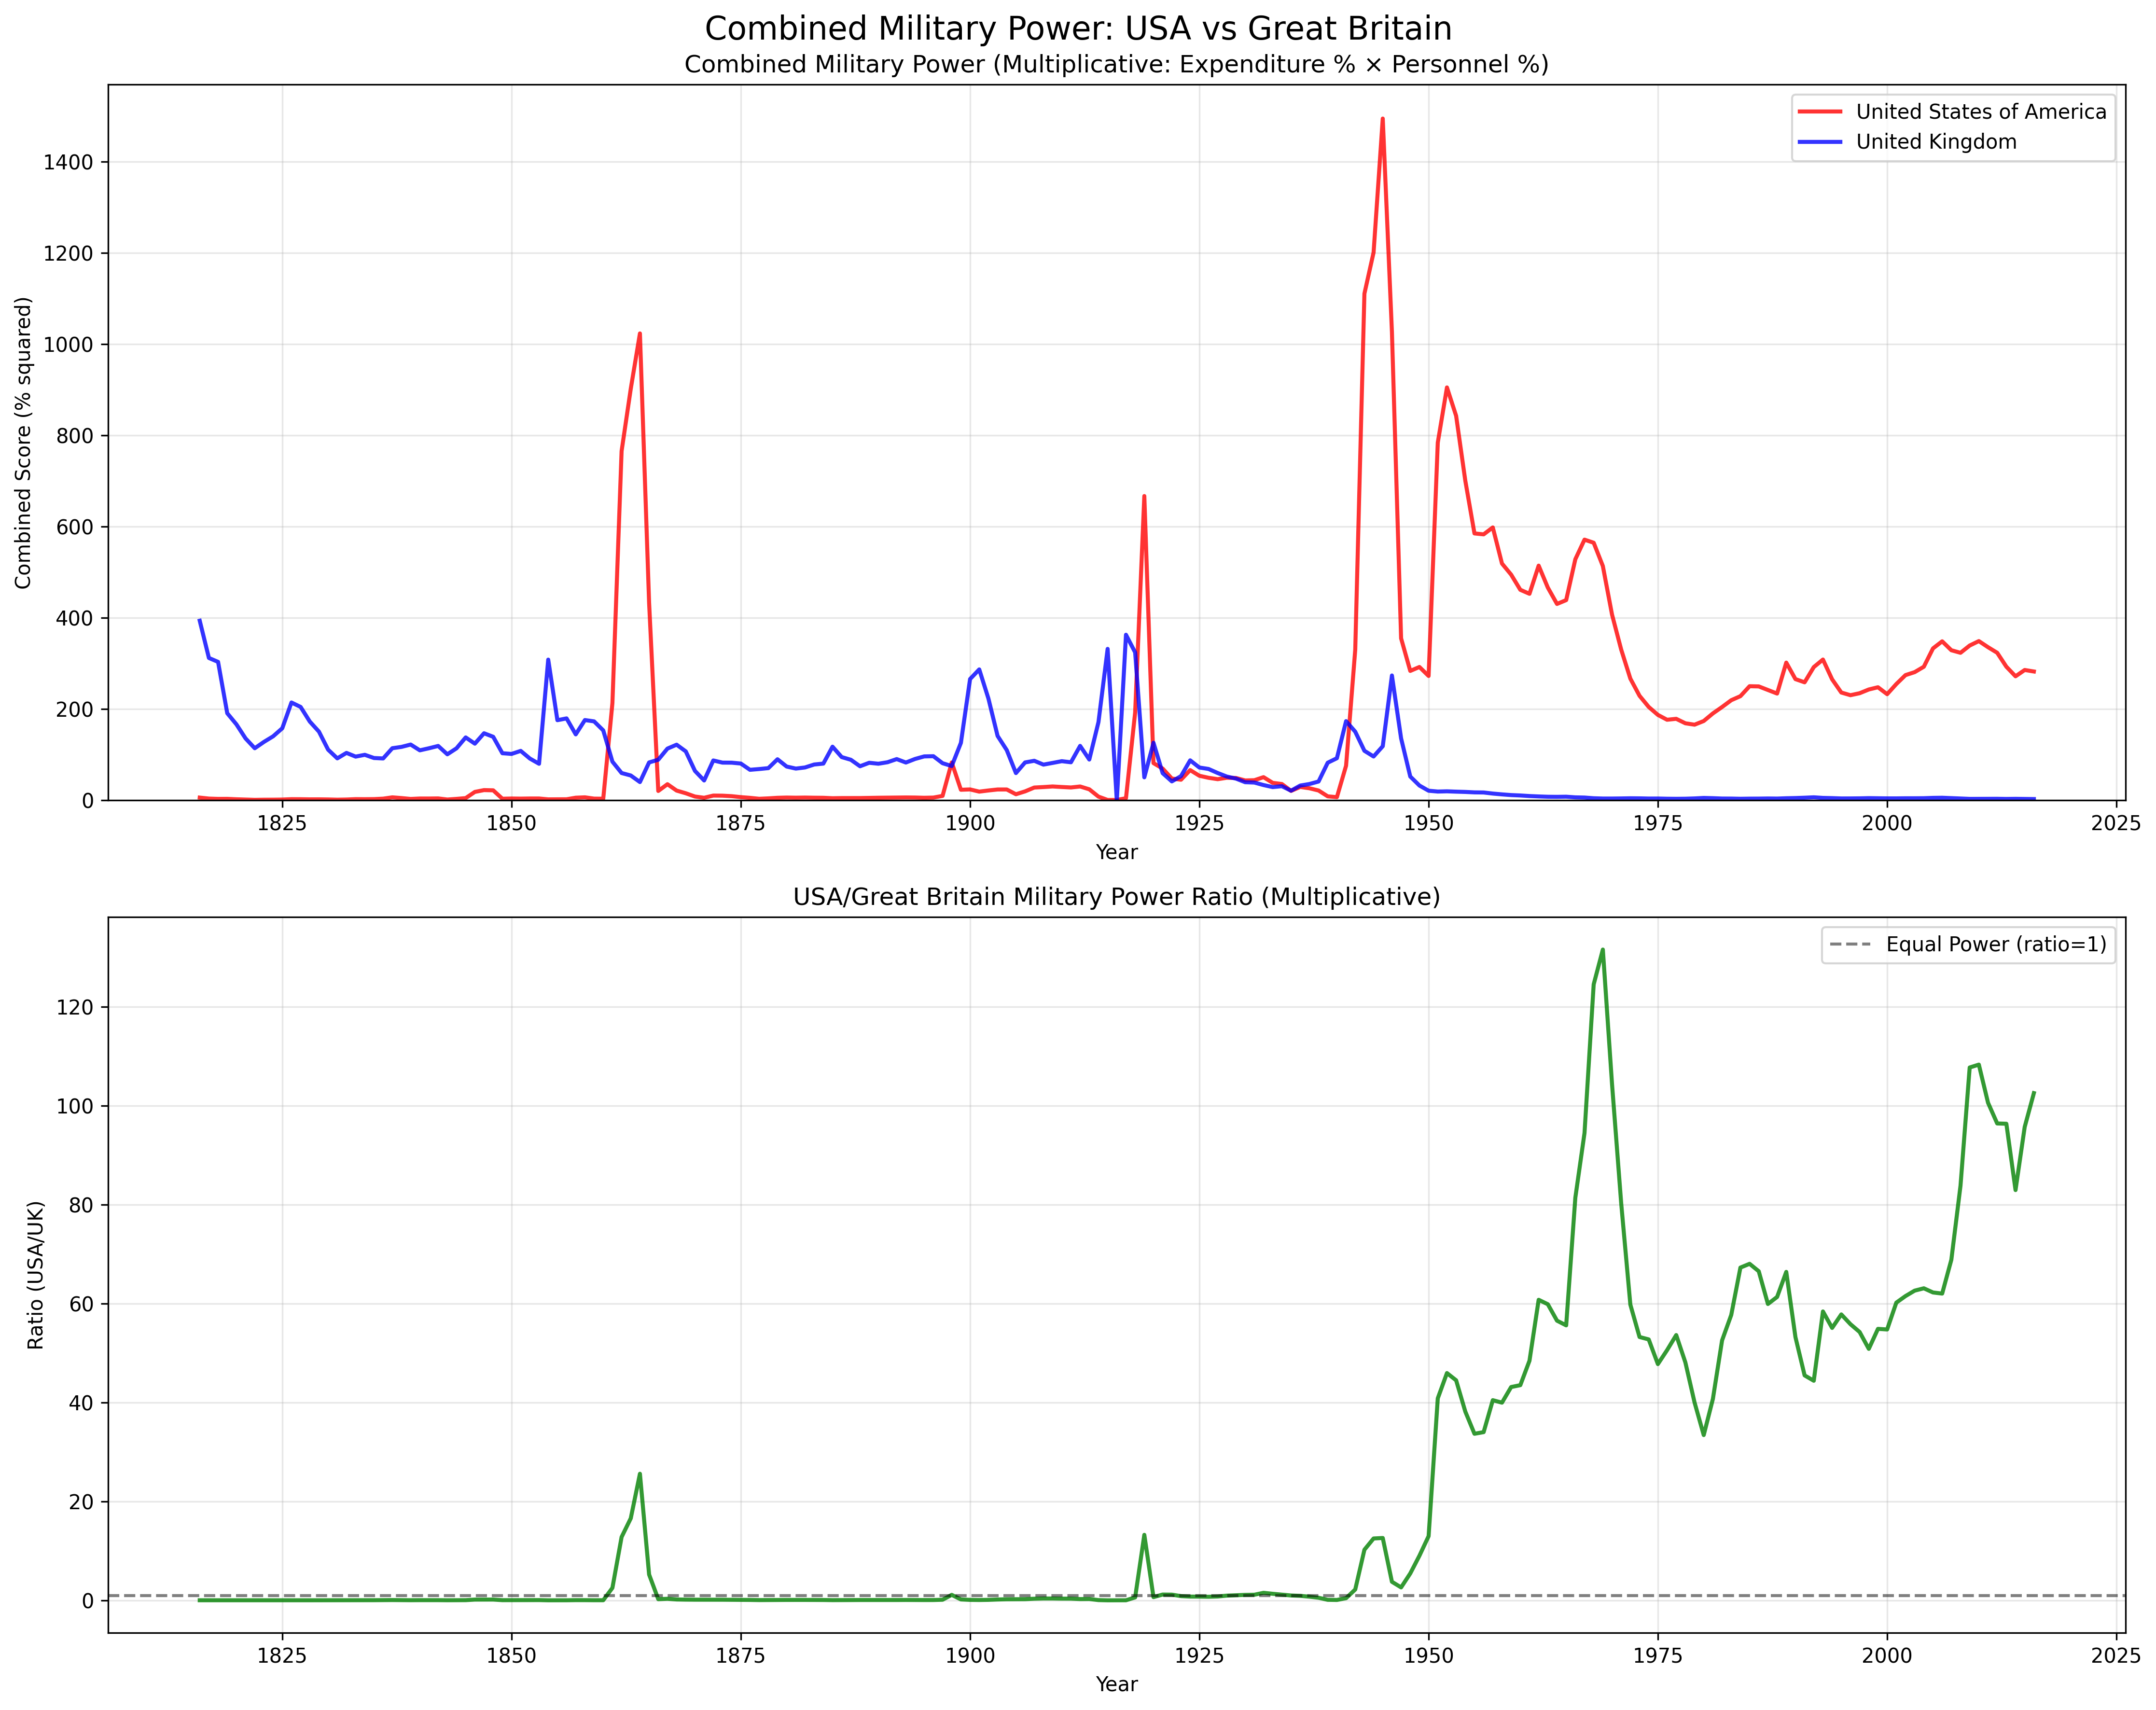 Combined Military Power: USA vs Great Britain
Combined Military Power (Multiplicative: Expenditure % × Personnel %)
United States of America
United Kingdom
Combined Score (% squared)
1400
1200
1000
800
600
400
200
0
1825 1850 1875 1900 1925 1950 1975 2000 2025
Year
USA/Great Britain Military Power Ratio (Multiplicative)
Equal Power (ratio=1)
Ratio (USA/UK)
120
100
80
60
40
20
0
1825 1850 1875 1900 1925 1950 1975 2000 2025
Year